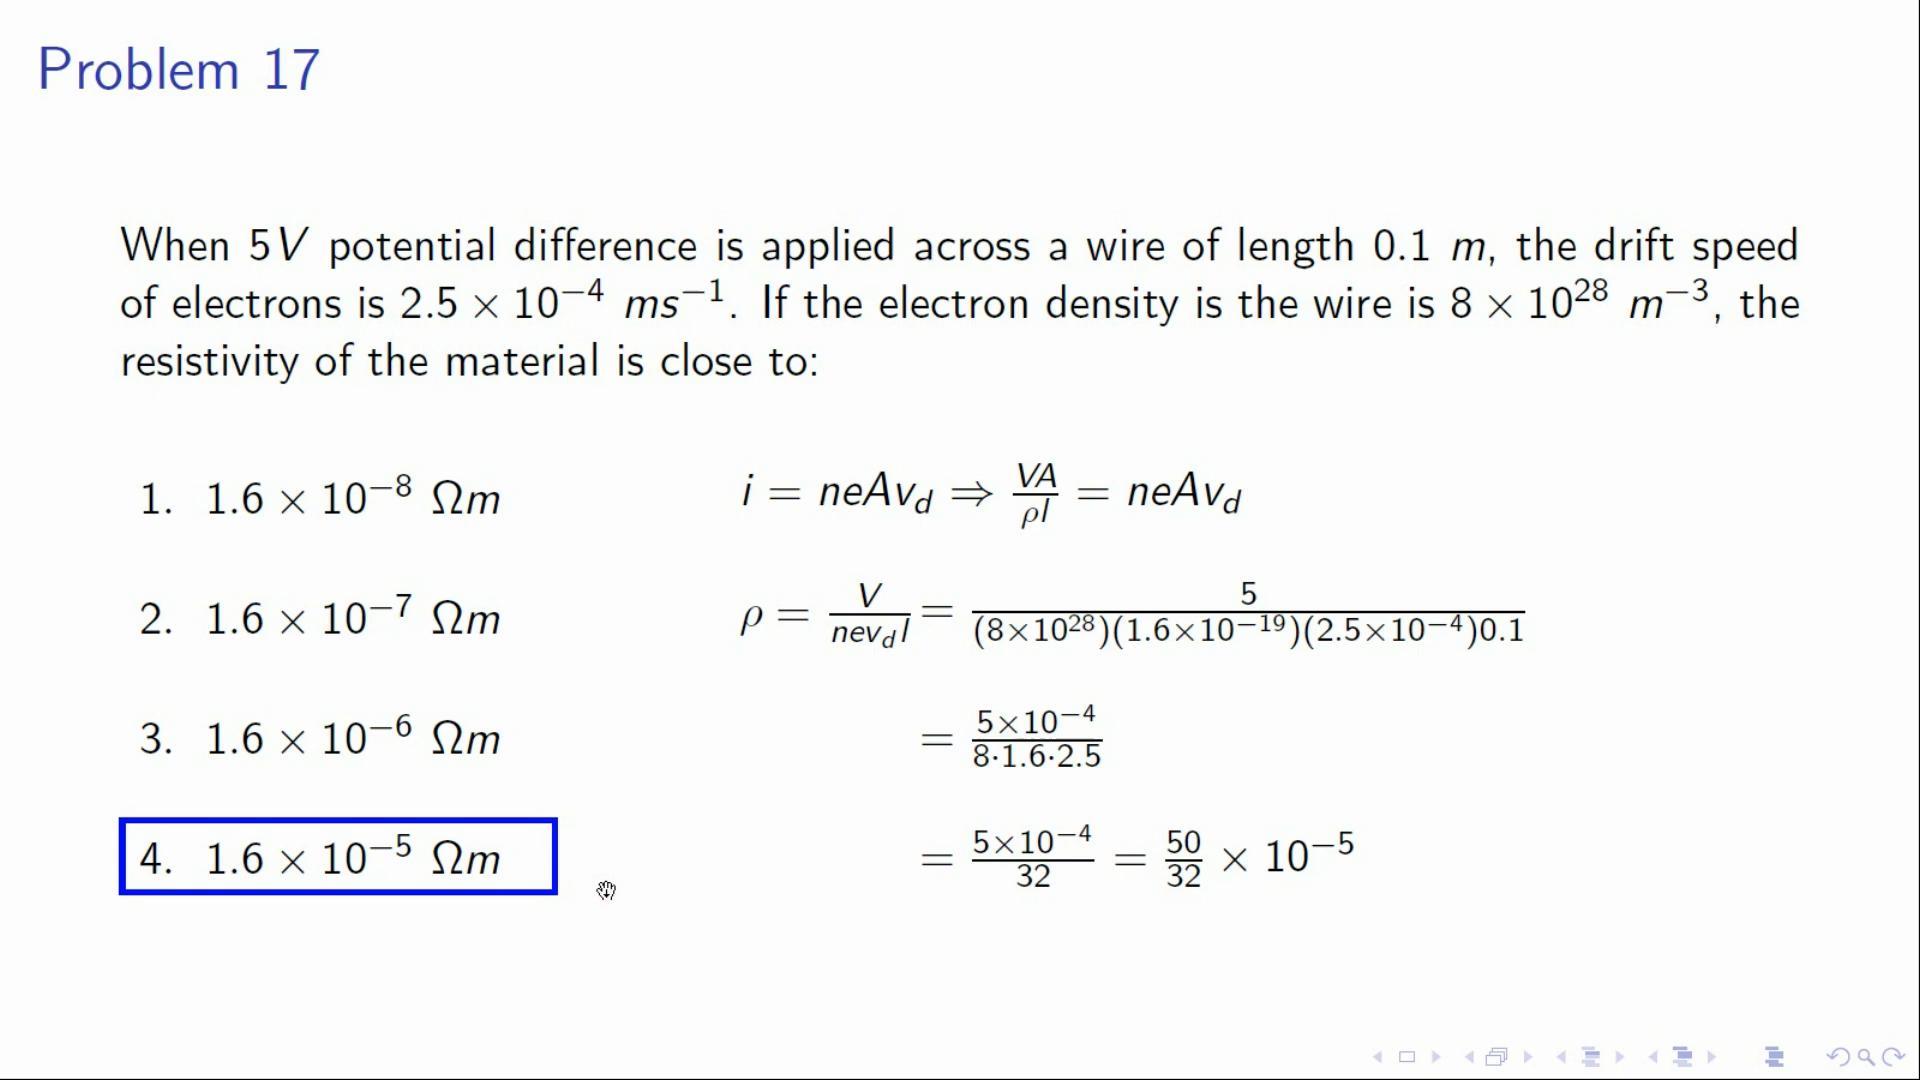 Problem 17
When 5V potential difference is applied across a wire of length 0.1 m, the drift speed
of electrons is 2.5 × 10⁻⁴ ms⁻¹. If the electron density is the wire is 8 × 10²⁸ m⁻³, the
resistivity of the material is close to:
1. 1.6 × 10⁻⁸ Ωm
i = neAv_d ⇒ VA/ρl = neAv_d
2. 1.6 × 10⁻⁷ Ωm
ρ = V/nev_d l = 5/(8×10²⁸)(1.6×10⁻¹⁹)(2.5×10⁻⁴)0.1
3. 1.6 × 10⁻⁶ Ωm
= 5×10⁻⁴/8·1.6·2.5
4. 1.6 × 10⁻⁵ Ωm
= 5×10⁻⁴/32 = 50/32 × 10⁻⁵